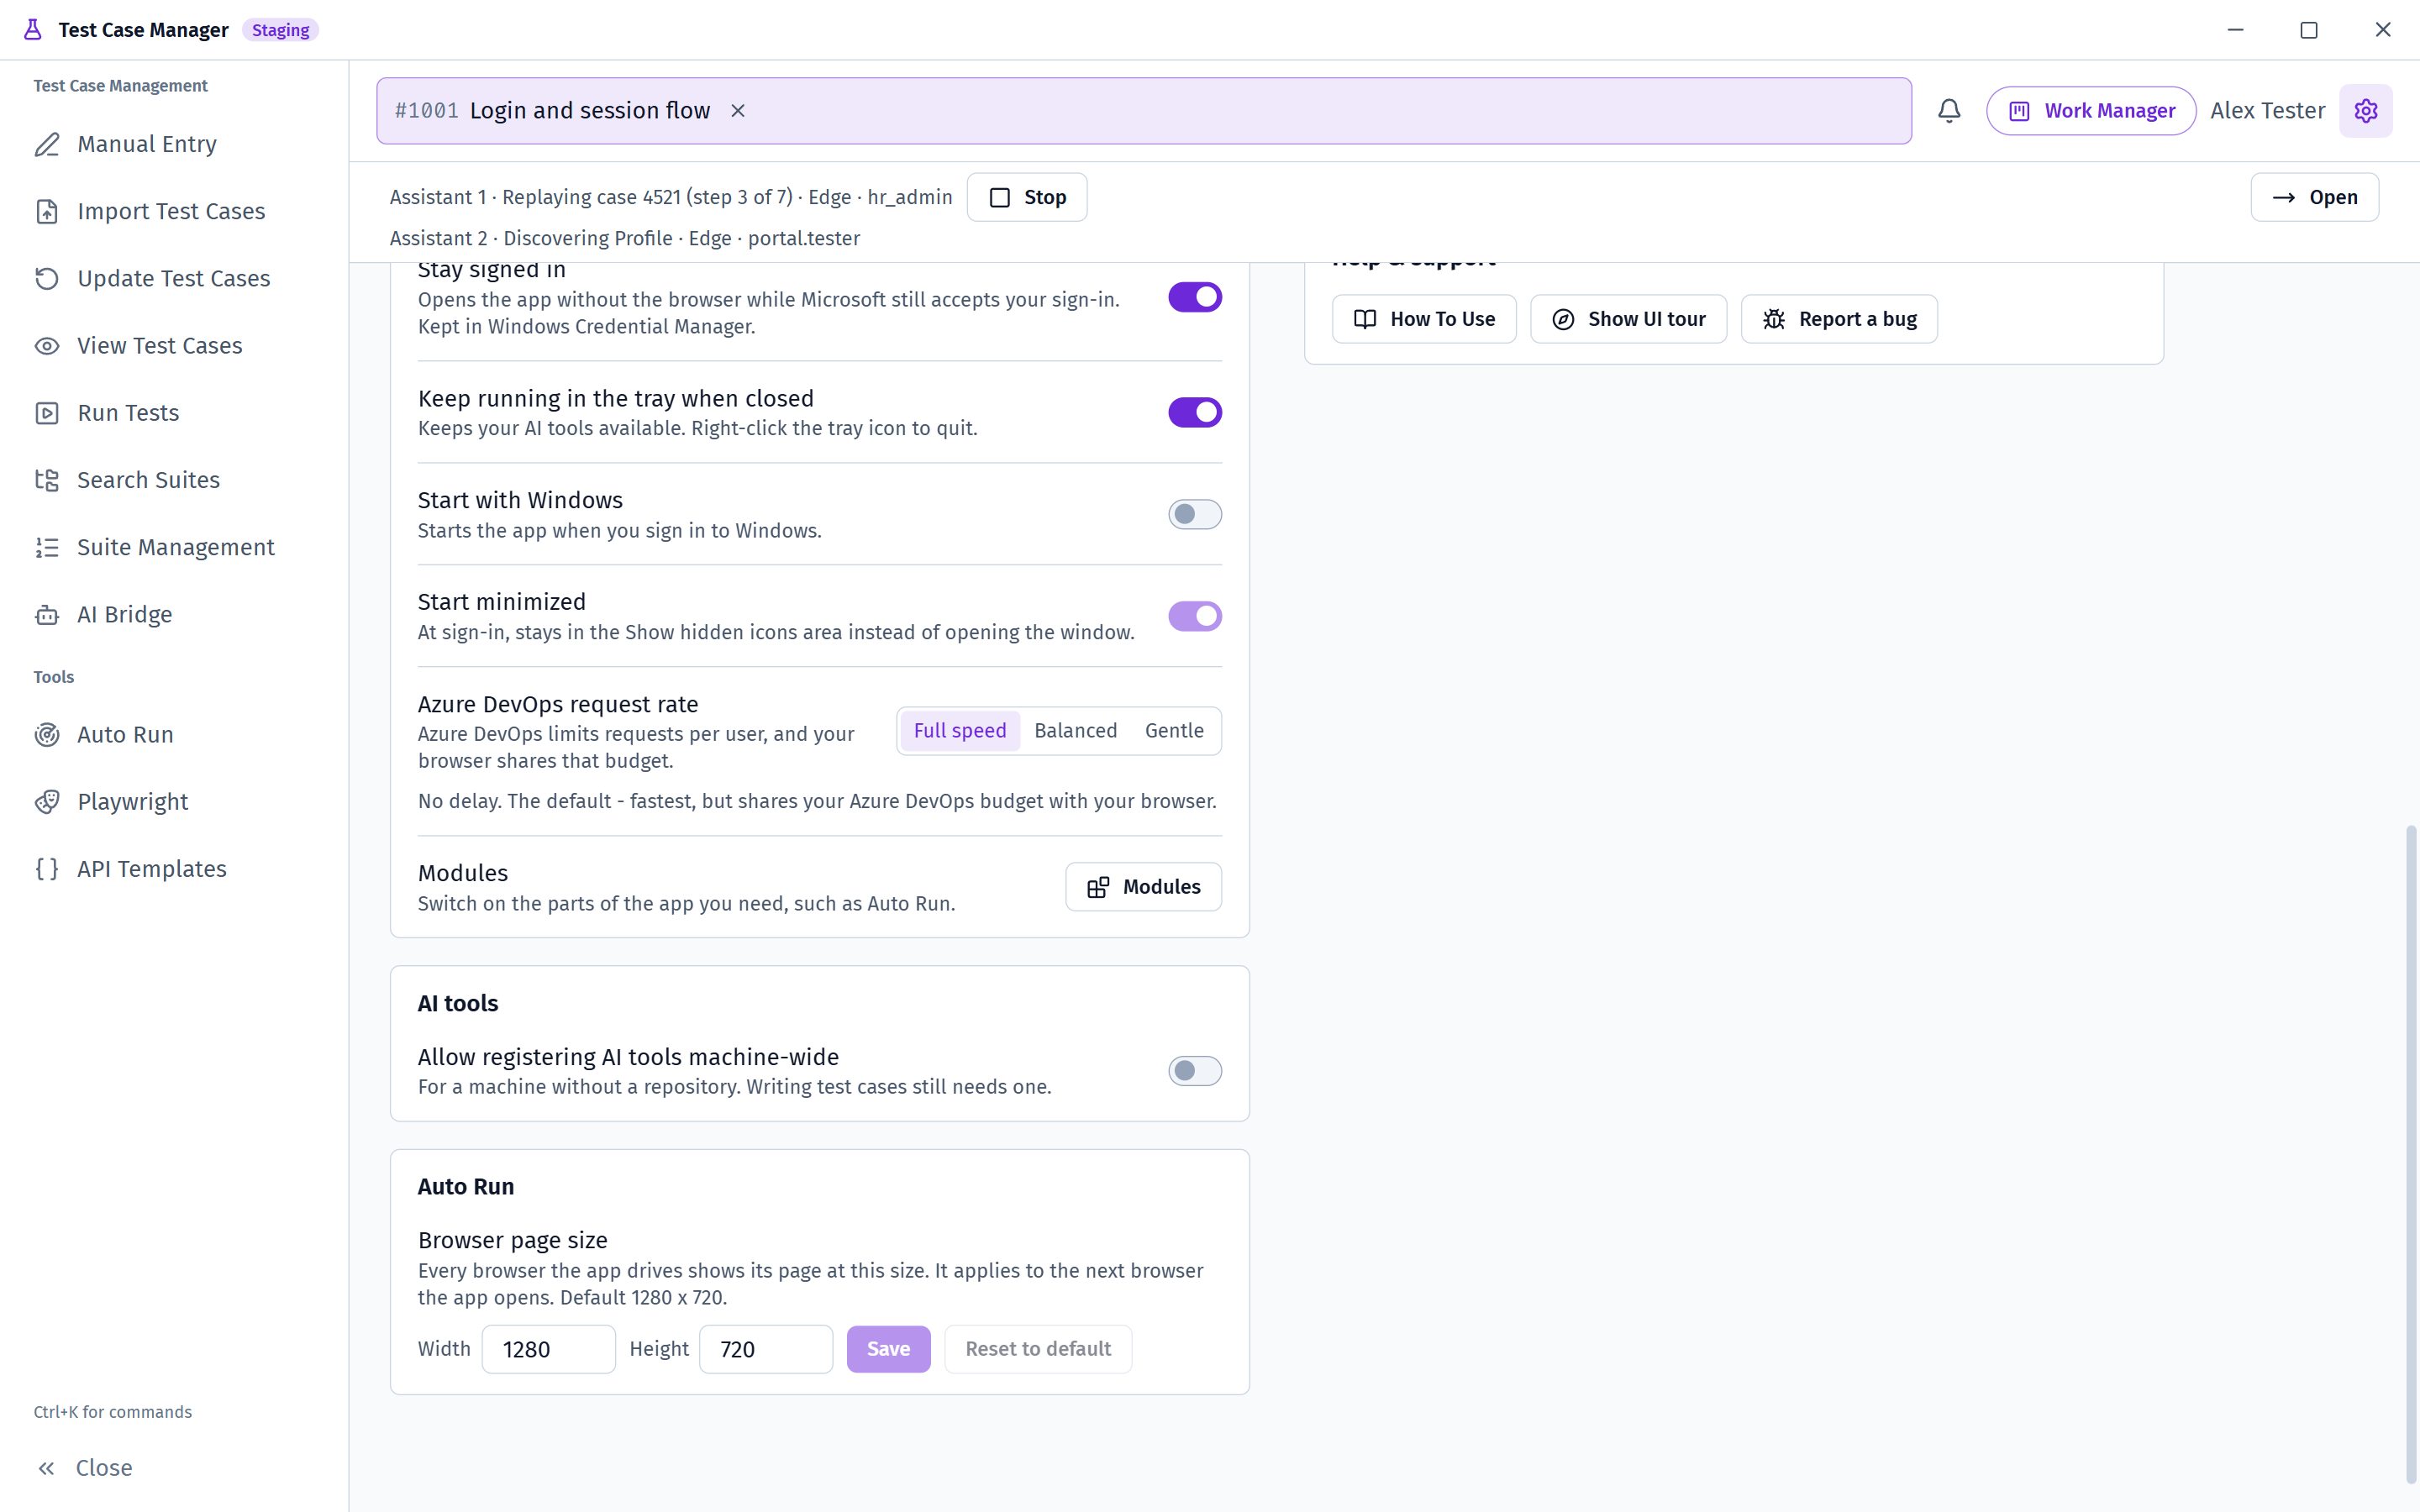 Test Case Manager Staging
Test Case Management
Manual Entry
Import Test Cases
Update Test Cases
View Test Cases
Run Tests
Search Suites
Suite Management
AI Bridge
Tools
Auto Run
Playwright
API Templates
Ctrl+K for commands
Close
#1001 Login and session flow
Work Manager
Alex Tester
Assistant 1 · Replaying case 4521 (step 3 of 7) · Edge · hr_admin
Stop
Open
Assistant 2 · Discovering Profile · Edge · portal.tester
Stay signed in
Opens the app without the browser while Microsoft still accepts your sign-in.
Kept in Windows Credential Manager.
Keep running in the tray when closed
Keeps your AI tools available. Right-click the tray icon to quit.
Start with Windows
Starts the app when you sign in to Windows.
Start minimized
At sign-in, stays in the Show hidden icons area instead of opening the window.
Azure DevOps request rate
Azure DevOps limits requests per user, and your
browser shares that budget.
Full speed
Balanced
Gentle
No delay. The default - fastest, but shares your Azure DevOps budget with your browser.
Modules
Switch on the parts of the app you need, such as Auto Run.
Modules
AI tools
Allow registering AI tools machine-wide
For a machine without a repository. Writing test cases still needs one.
Auto Run
Browser page size
Every browser the app drives shows its page at this size. It applies to the next browser
the app opens. Default 1280 x 720.
Width 1280 Height 720 Save Reset to default
Help & support
How To Use
Show UI tour
Report a bug